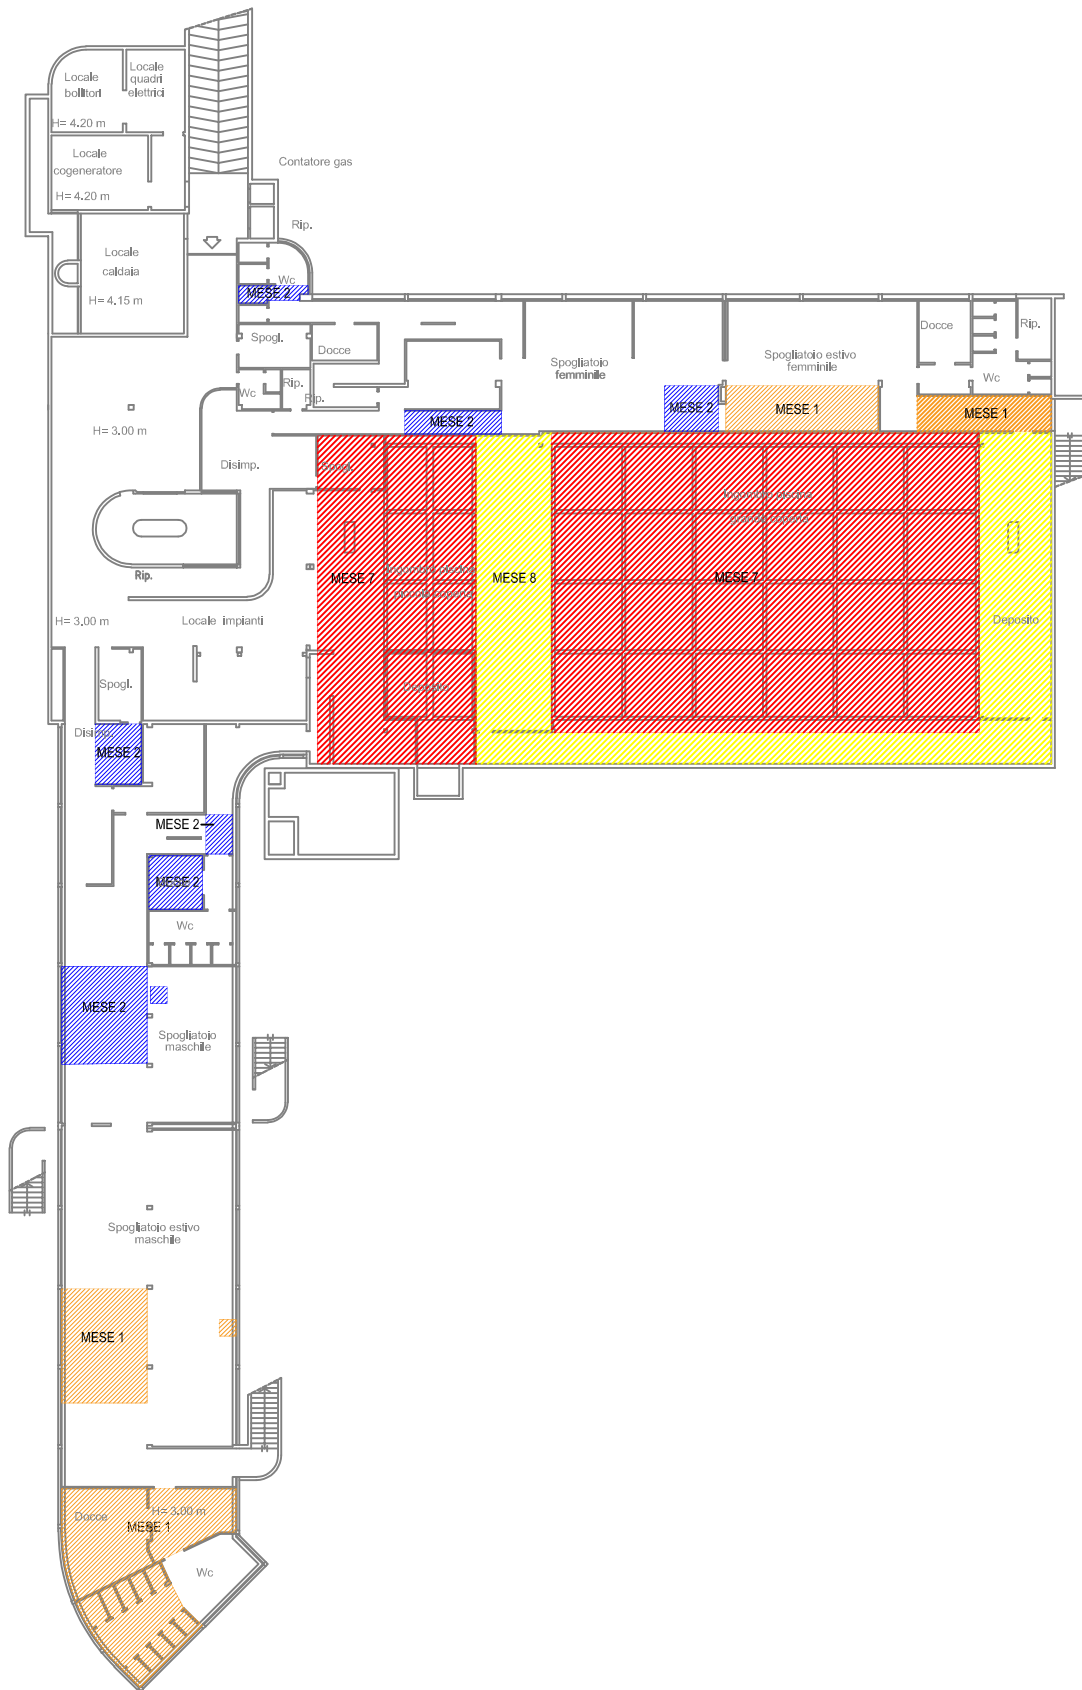 Locale
bollitori
Locale
quadri
elettrici
H= 4.20 m
Locale
cogeneratore
H= 4.20 m
Contatore gas
Rip.
Locale
caldaia
H= 4.15 m
Wc
MESE 2
Spogl.
Docce
Wc
Rip.
Rip.
Spogliatoio
femminile
Spogliatoio estivo
femminile
Docce
Rip.
Wc
MESE 2
MESE 2
MESE 1
MESE 1
H= 3.00 m
Disimp.
Spogl.
MESE 7
MESE 8
MESE 7
Rip.
H= 3.00 m
Locale impianti
Deposito
Spogl.
Disimp.
MESE 2
MESE 2
MESE 2
Wc
MESE 2
Spogliatoio
maschile
Spogliatoio estivo
maschile
MESE 1
Docce
H= 3.00 m
MESE 1
Wc